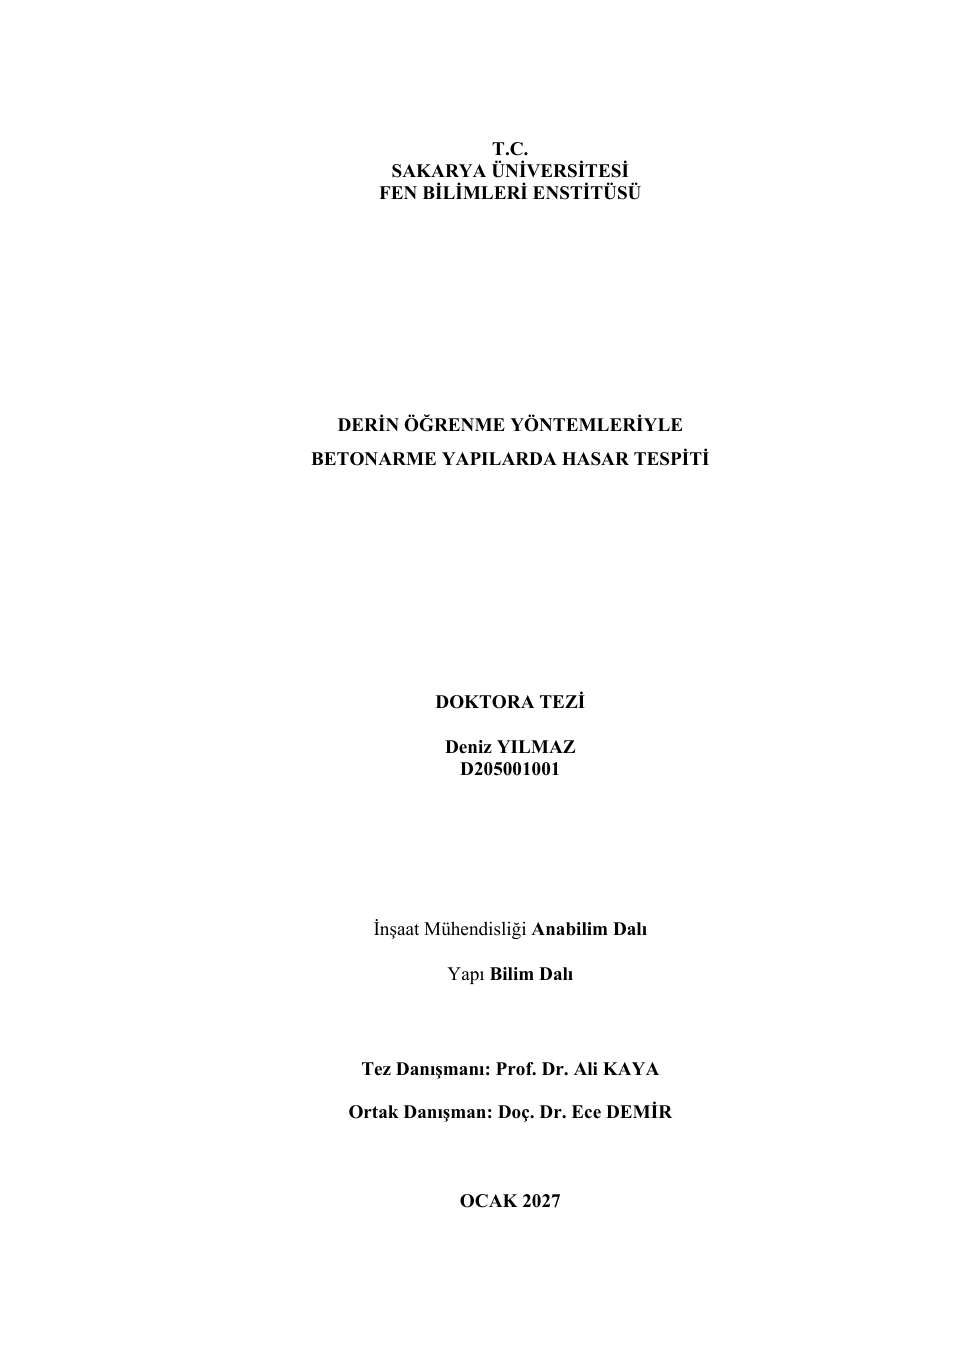 T.C.
SAKARYA ÜNİVERSİTESİ
FEN BİLİMLERİ ENSTİTÜSÜ
DERİN ÖĞRENME YÖNTEMLERİYLE
BETONARME YAPILARDA HASAR TESPİTİ
DOKTORA TEZİ
Deniz YILMAZ
D205001001
İnşaat Mühendisliği Anabilim Dalı
Yapı Bilim Dalı
Tez Danışmanı: Prof. Dr. Ali KAYA
Ortak Danışman: Doç. Dr. Ece DEMİR
OCAK 2027